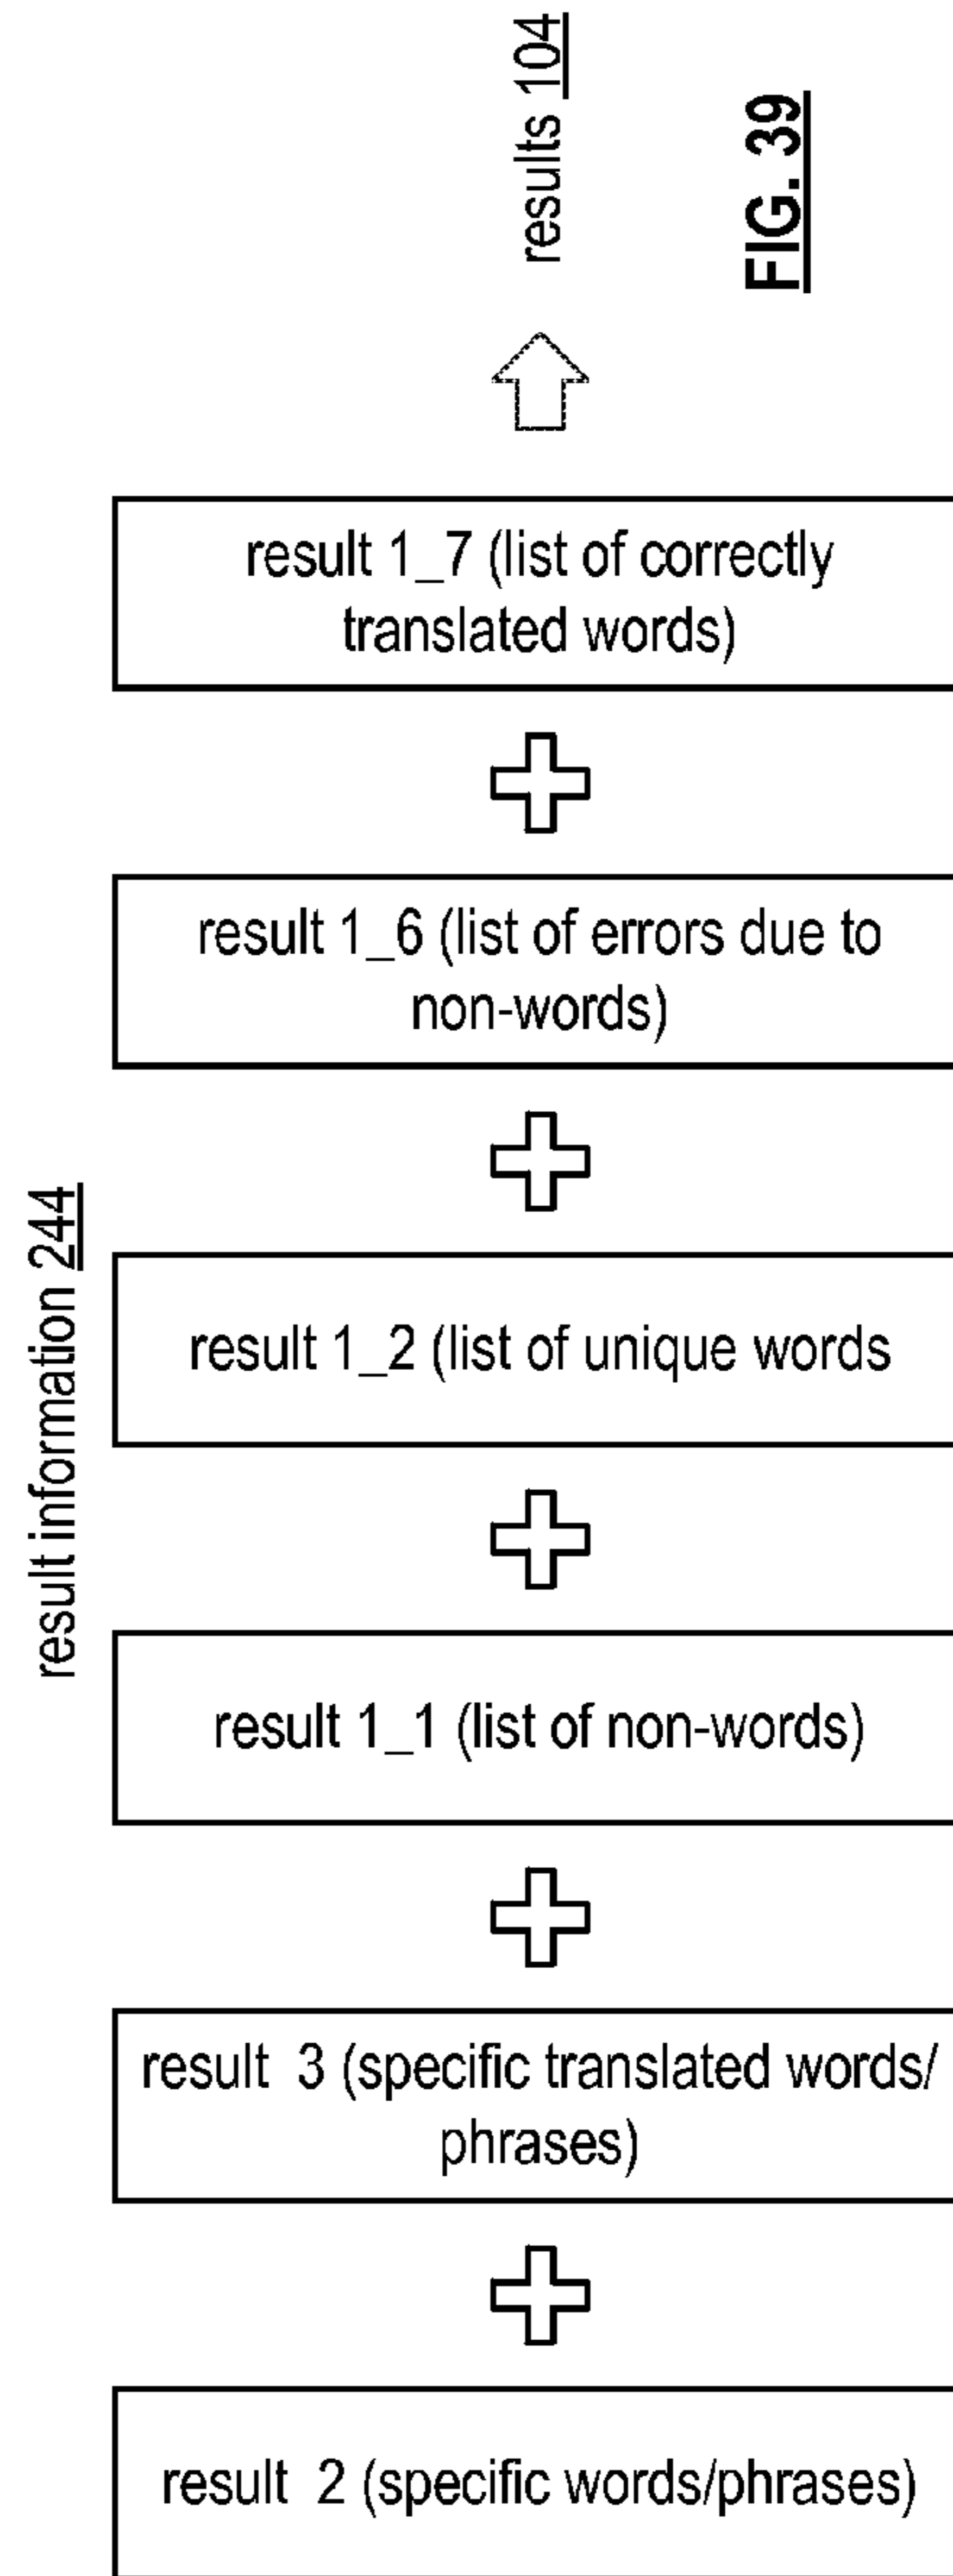 results 104
FIG. 39
result 1_7 (list of correctly
translated words)
result 1_6 (list of errors due to
non-words)
result information 244
result 1_2 (list of unique words
result 1_1 (list of non-words)
result 3 (specific translated words/
phrases)
result 2 (specific words/phrases)